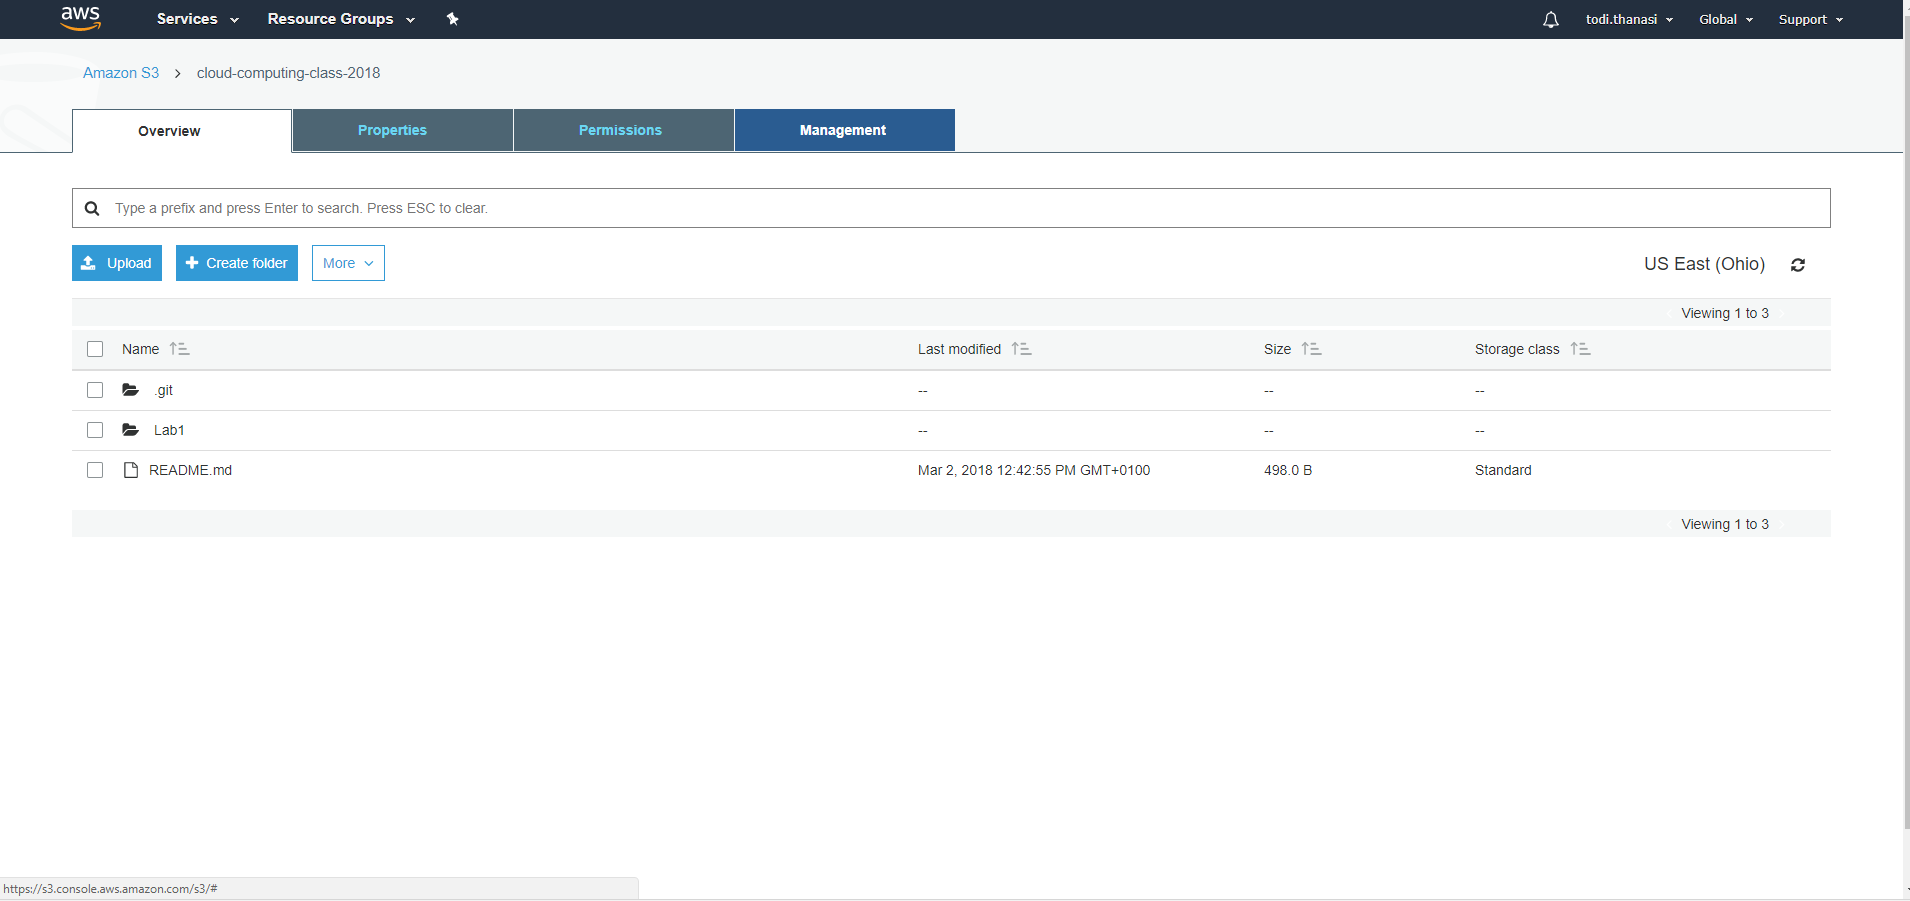 aws Services Resource Groups todi.thanasi Global Support
Amazon S3 > cloud-computing-class-2018
Overview Properties Permissions Management
Type a prefix and press Enter to search. Press ESC to clear.
Upload Create folder More US East (Ohio)
Viewing 1 to 3
Name Last modified Size Storage class
.git -- -- --
Lab1 -- -- --
README.md Mar 2, 2018 12:42:55 PM GMT+0100 498.0 B Standard
Viewing 1 to 3
https://s3.console.aws.amazon.com/s3/#